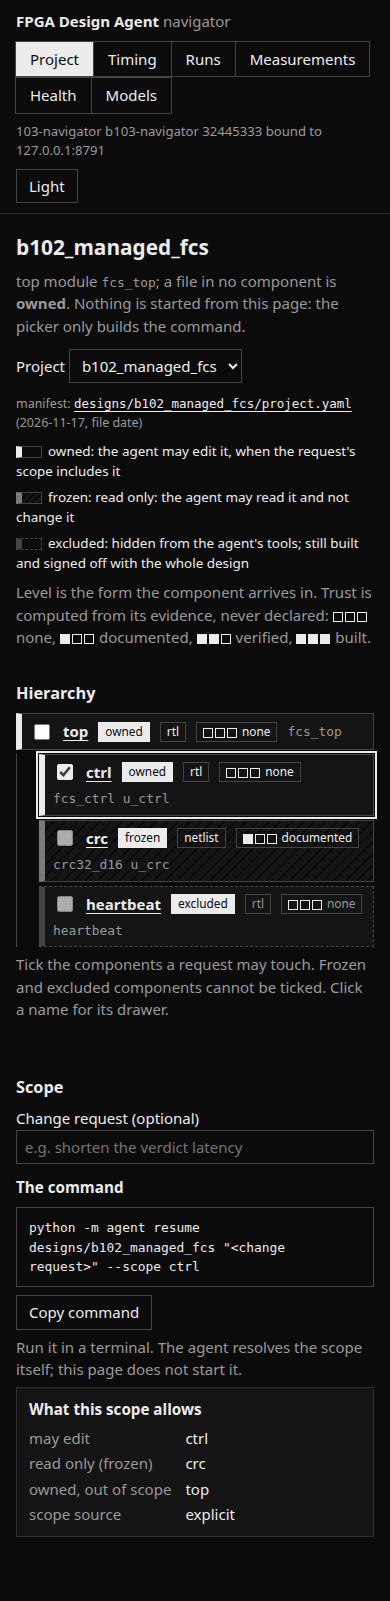 FPGA Design Agent navigator
Project Timing Runs Measurements
Health Models
103-navigator b103-navigator 32445333 bound to
127.0.0.1:8791
Light
b102_managed_fcs
top module fcs_top; a file in no component is
owned. Nothing is started from this page: the
picker only builds the command.
Project b102_managed_fcs
manifest: designs/b102_managed_fcs/project.yaml
(2026-11-17, file date)
owned: the agent may edit it, when the request's
scope includes it
frozen: read only: the agent may read it and not
change it
excluded: hidden from the agent's tools; still built
and signed off with the whole design
Level is the form the component arrives in. Trust is
computed from its evidence, never declared:
none, documented, verified, built.
Hierarchy
top owned rtl none fcs_top
ctrl owned rtl none
fcs_ctrl u_ctrl
crc frozen netlist documented
crc32_d16 u_crc
heartbeat excluded rtl none
heartbeat
Tick the components a request may touch. Frozen
and excluded components cannot be ticked. Click
a name for its drawer.
Scope
Change request (optional)
e.g. shorten the verdict latency
The command
python -m agent resume
designs/b102_managed_fcs "<change
request>" --scope ctrl
Copy command
Run it in a terminal. The agent resolves the scope
itself; this page does not start it.
What this scope allows
may edit ctrl
read only (frozen) crc
owned, out of scope top
scope source explicit